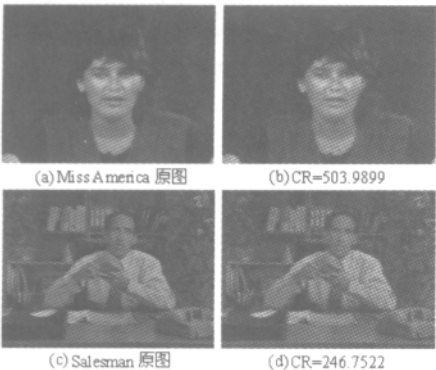 (a) Miss America 原图
(b) CR=503.9899
(c) Salesman 原图
(d) CR=246.7522